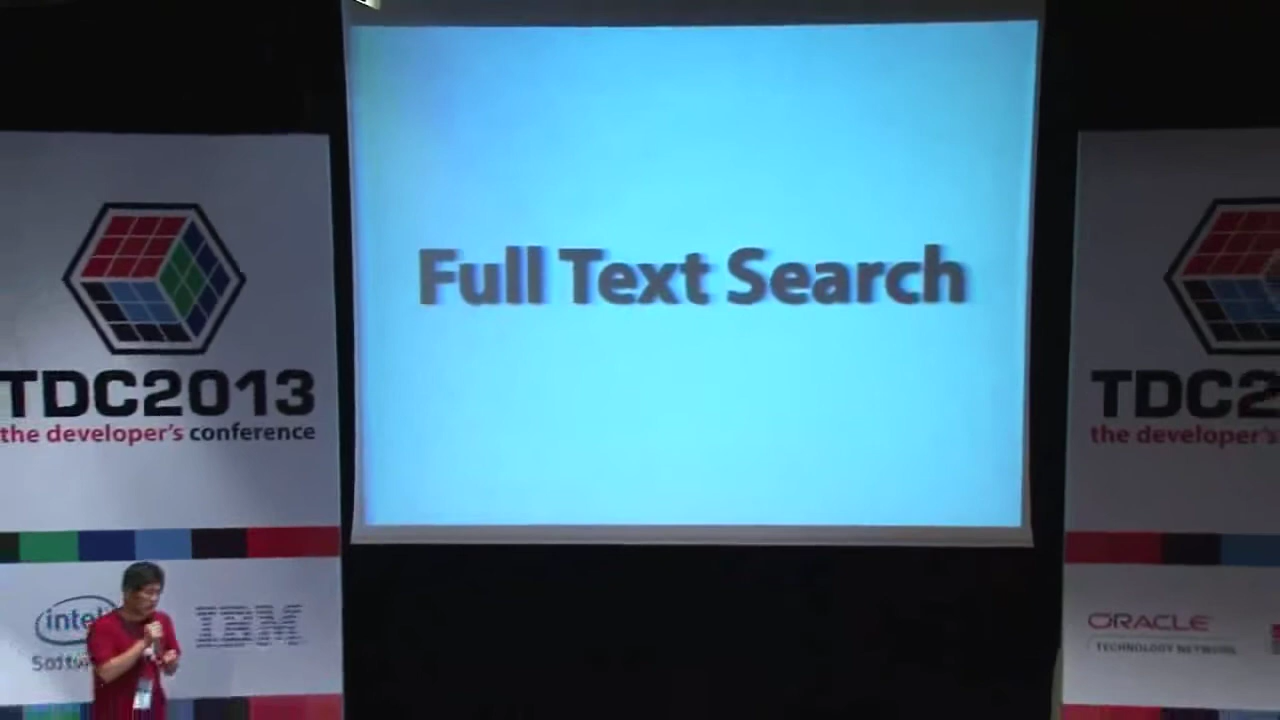 Full Text Search
TDC2013
the developer's conference
intel
IBM
TDC2
the developer's
ORACLE
TECHNOLOGY NETWORK